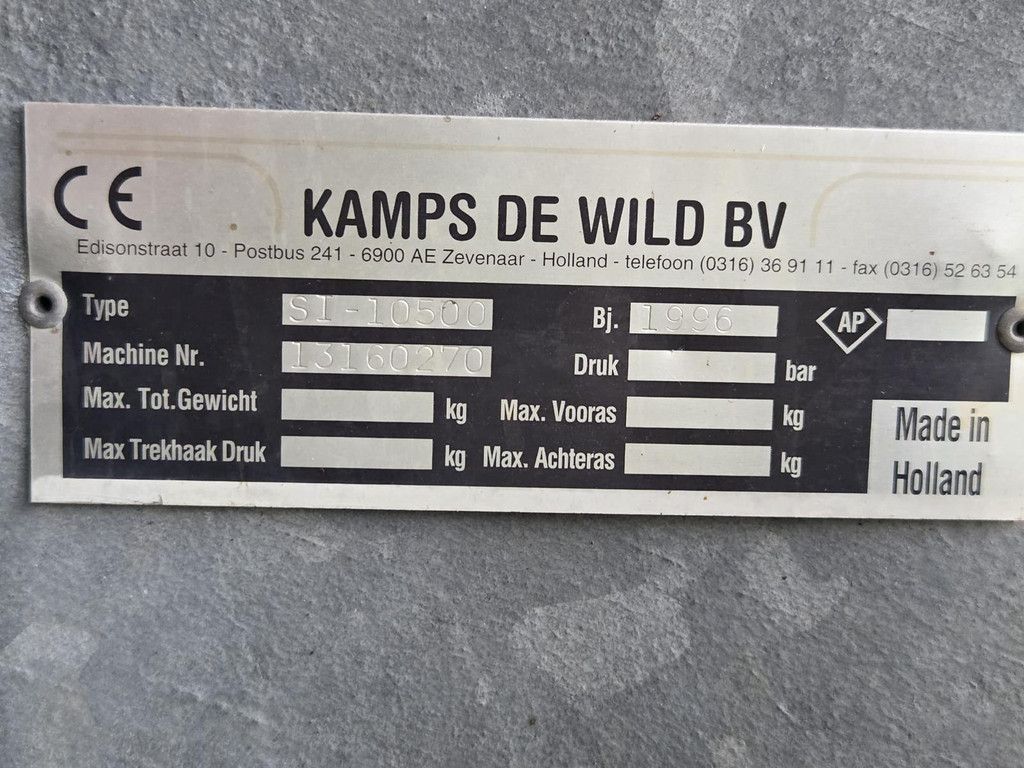 CE KAMPS DE WILD BV
Edisonstraat 10 - Postbus 241 - 6900 AE Zevenaar - Holland - telefoon (0316) 36 91 11 - fax (0316) 52 63 54
Type SI-10500 Bj. 1996 AP
Machine Nr. 13160270 Druk bar
Max. Tot.Gewicht kg Max. Vooras kg
Max Trekhaak Druk kg Max. Achteras kg
Made in
Holland